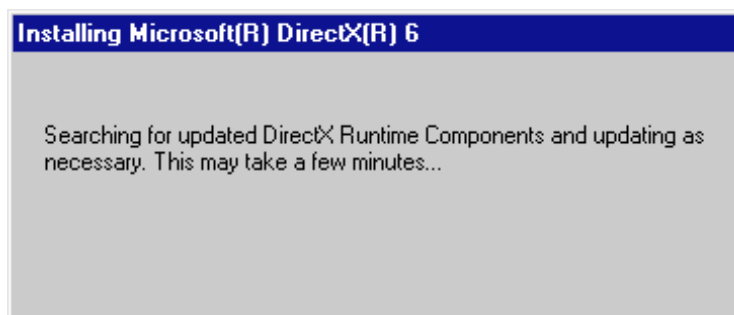 Installing Microsoft(R) DirectX(R) 6
Searching for updated DirectX Runtime Components and updating as
necessary. This may take a few minutes...